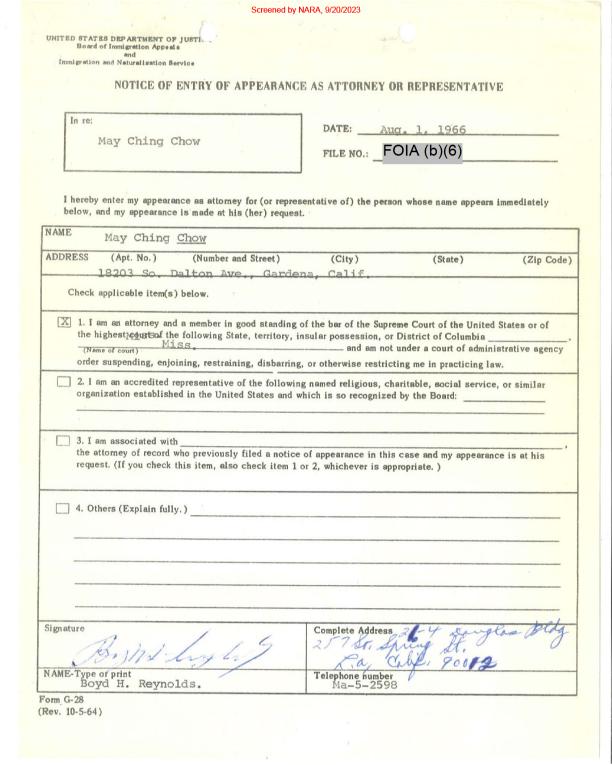 Screened by NARA, 9/20/2023
UNITED STATES DEPARTMENT OF JUSTI
Board of Immigration Appeals
and
Immigration and Naturalization Service
NOTICE OF ENTRY OF APPEARANCE AS ATTORNEY OR REPRESENTATIVE
In re:
May Ching Chow
DATE: Aug. 1, 1966
FILE NO.: FOIA (b)(6)
I hereby enter my appearance as attorney for (or representative of) the person whose name appears immediately
below, and my appearance is made at his (her) request.
NAME May Ching Chow
ADDRESS (Apt. No.) (Number and Street) (City) (State) (Zip Code)
18203 So. Dalton Ave., Gardena, Calif.
Check applicable item(s) below.
X 1. I am an attorney and a member in good standing of the bar of the Supreme Court of the United States or of
the highest court of the following State, territory, insular possession, or District of Columbia
Miss. and am not under a court of administrative agency
(Name of court)
order suspending, enjoining, restraining, disbarring, or otherwise restricting me in practicing law.
2. I am an accredited representative of the following named religious, charitable, social service, or similar
organization established in the United States and which is so recognized by the Board:
3. I am associated with ,
the attorney of record who previously filed a notice of appearance in this case and my appearance is at his
request. (If you check this item, also check item 1 or 2, whichever is appropriate. )
4. Others (Explain fully.)
Signature
Complete Address Douglas Bldg
257 So. Spring St.
L.a, Calif. 90012
NAME-Type or print
Boyd H. Reynolds.
Telephone number
Ma-5-2598
Form G-28
(Rev. 10-5-64)